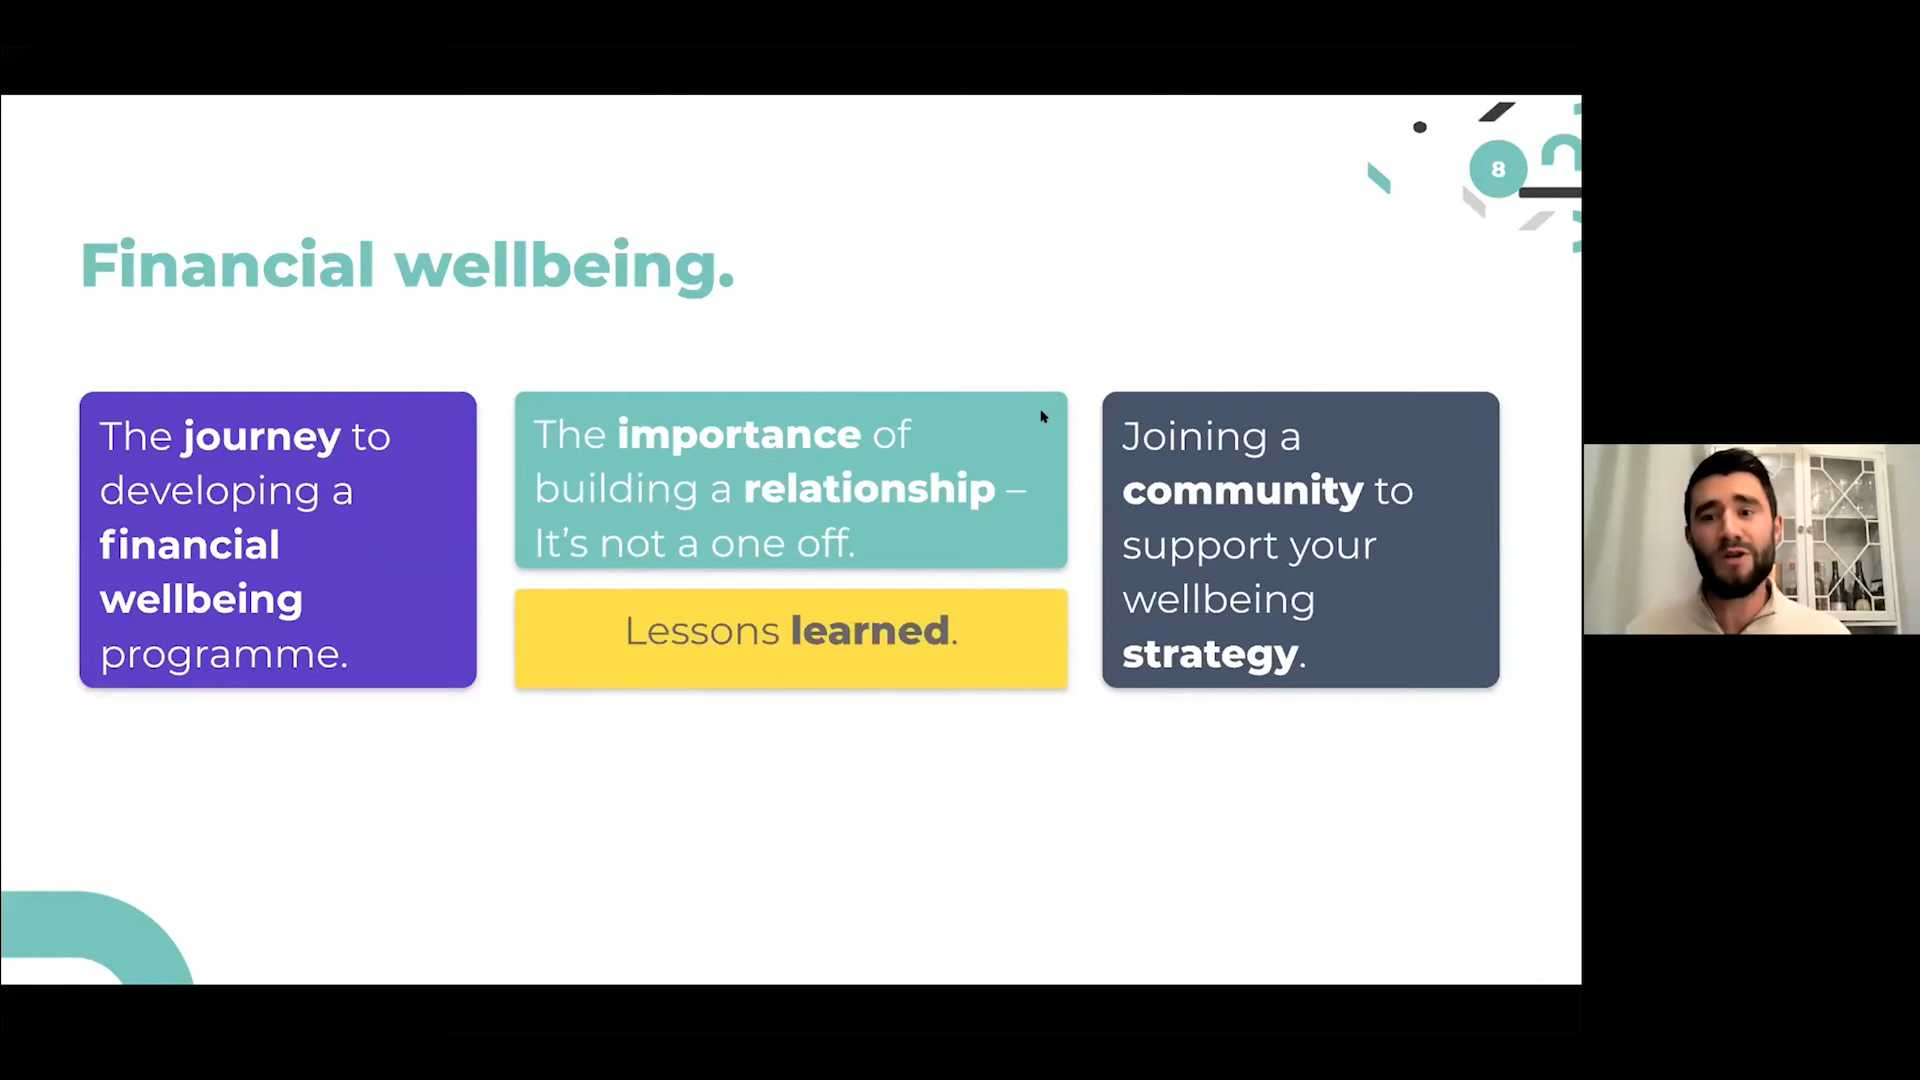 8
Financial wellbeing.
The journey to
developing a
financial
wellbeing
programme.
The importance of
building a relationship –
It’s not a one off.
Lessons learned.
Joining a
community to
support your
wellbeing
strategy.